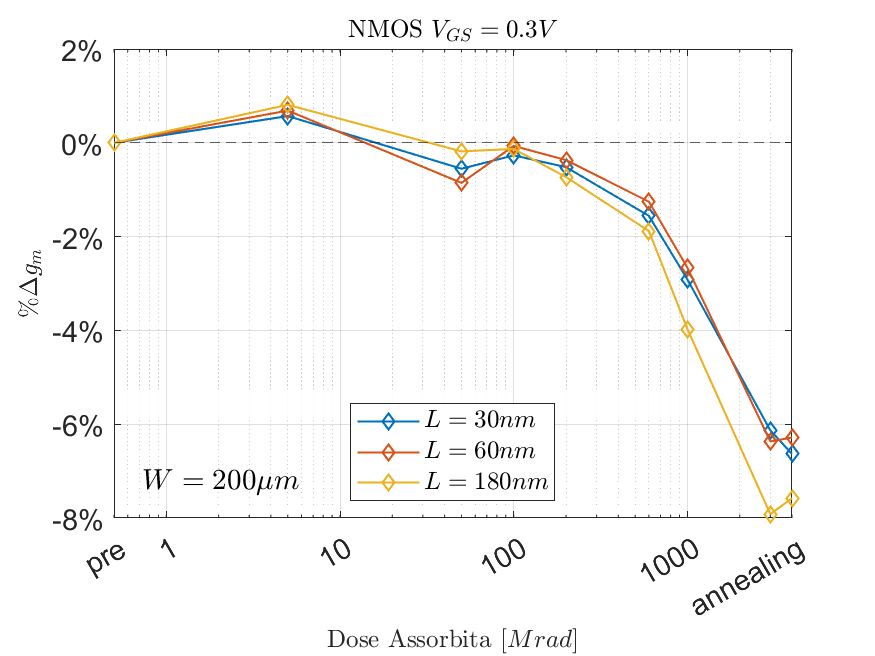 NMOS V_GS = 0.3V
2%
0%
-2%
-4%
-6%
-8%
%Δg_m
L = 30nm
L = 60nm
L = 180nm
W = 200μm
pre 1 10 100 1000 annealing
Dose Assorbita [Mrad]